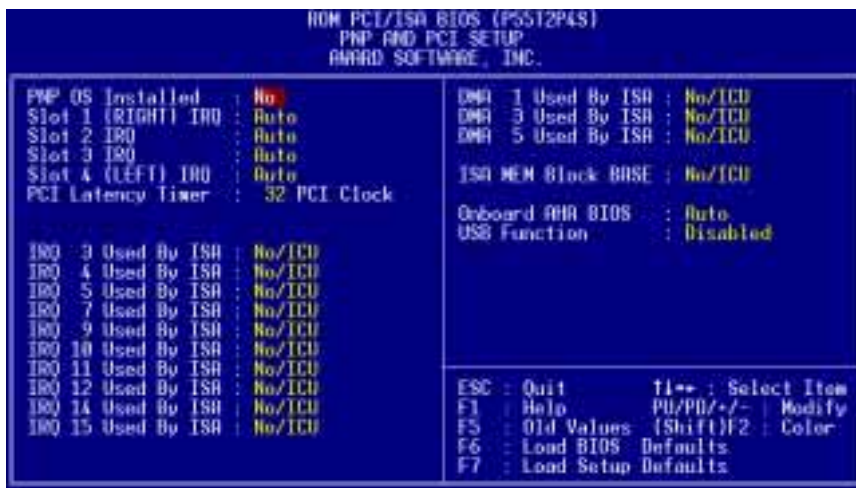 ROM PCI/ISA BIOS (P55T2P4S)
PNP AND PCI SETUP
AWARD SOFTWARE, INC.
PNP OS Installed : No
Slot 1 (RIGHT) IRQ : Auto
Slot 2 IRQ : Auto
Slot 3 IRQ : Auto
Slot 4 (LEFT) IRQ : Auto
PCI Latency Timer : 32 PCI Clock
IRQ 3 Used By ISA : No/ICU
IRQ 4 Used By ISA : No/ICU
IRQ 5 Used By ISA : No/ICU
IRQ 7 Used By ISA : No/ICU
IRQ 9 Used By ISA : No/ICU
IRQ 10 Used By ISA : No/ICU
IRQ 11 Used By ISA : No/ICU
IRQ 12 Used By ISA : No/ICU
IRQ 14 Used By ISA : No/ICU
IRQ 15 Used By ISA : No/ICU
DMA 1 Used By ISA : No/ICU
DMA 3 Used By ISA : No/ICU
DMA 5 Used By ISA : No/ICU
ISA MEM Block BASE : No/ICU
Onboard AHA BIOS : Auto
USB Function : Disabled
ESC : Quit ↑↓→← : Select Item
F1 : Help PU/PD/+/- : Modify
F5 : Old Values (Shift)F2 : Color
F6 : Load BIOS Defaults
F7 : Load Setup Defaults